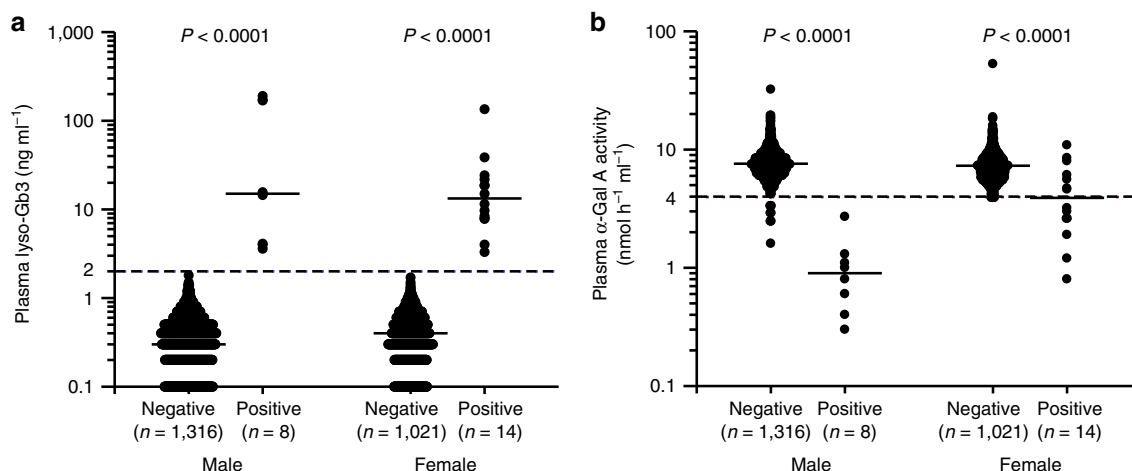 a
P < 0.0001
P < 0.0001
Plasma lyso-Gb3 (ng ml⁻¹)
1,000
100
10
2
1
0.1
Negative
(n = 1,316)
Positive
(n = 8)
Negative
(n = 1,021)
Positive
(n = 14)
Male
Female
b
P < 0.0001
P < 0.0001
Plasma α-Gal A activity
(nmol h⁻¹ ml⁻¹)
100
10
4
1
0.1
Negative
(n = 1,316)
Positive
(n = 8)
Negative
(n = 1,021)
Positive
(n = 14)
Male
Female